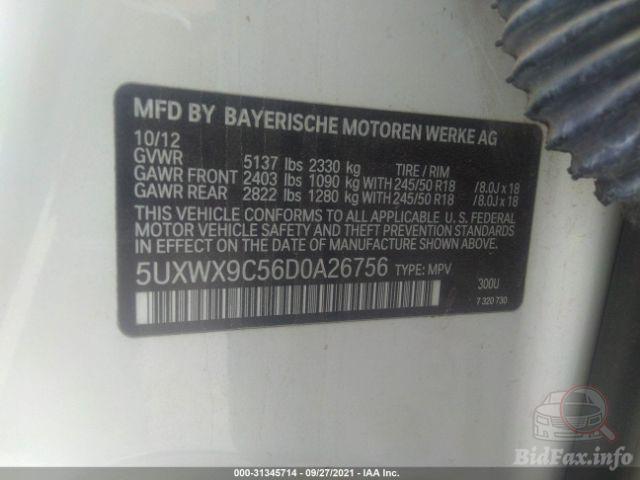 MFD BY BAYERISCHE MOTOREN WERKE AG
10/12
GVWR 5137 lbs 2330 kg TIRE / RIM
GAWR FRONT 2403 lbs 1090 kg WITH 245/50 R18 / 8.0J x 18
GAWR REAR 2822 lbs 1280 kg WITH 245/50 R18 / 8.0J x 18
THIS VEHICLE CONFORMS TO ALL APPLICABLE U. S. FEDERAL
MOTOR VEHICLE SAFETY AND THEFT PREVENTION STANDARDS
IN EFFECT ON THE DATE OF MANUFACTURE SHOWN ABOVE.
5UXWX9C56D0A26756 TYPE: MPV
300U
7 320 730
BidFax.info
000-31345714 - 09/27/2021 - IAA Inc.